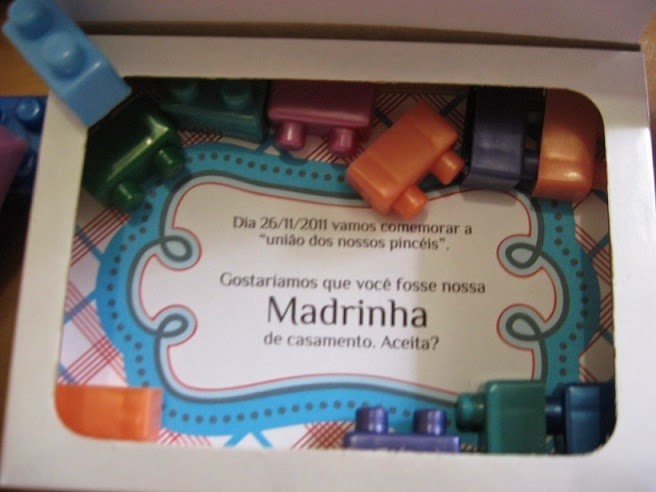 Dia 26/11/2011 vamos comemorar a
"união dos nossos pincéis".
Gostaríamos que você fosse nossa
Madrinha
de casamento. Aceita?